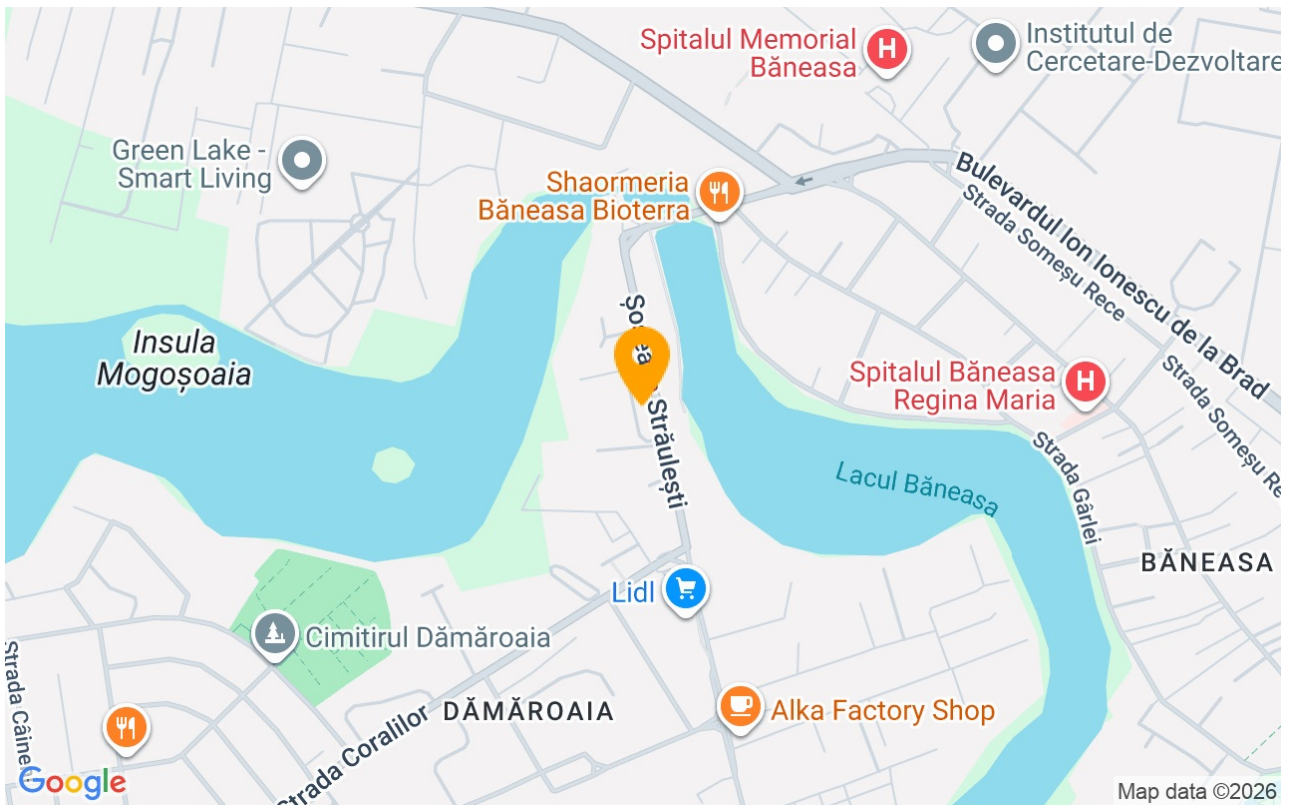 Spitalul Memorial
Băneasa
Institutul de
Cercetare-Dezvoltare
Green Lake -
Smart Living
Shaormeria
Băneasa Bioterra
Bulevardul Ion Ionescu de la Brad
Strada Someșu Rece
Insula
Mogoșoaia
Spitalul Băneasa
Regina Maria
Strada Someșu Re
Străulești
Strada Gârlei
Lacul Băneasa
BĂNEASA
Lidl
Cimitirul Dămăroaia
DĂMĂROAIA
Alka Factory Shop
Strada Coralilor
Strada Câine
Google
Map data ©2026